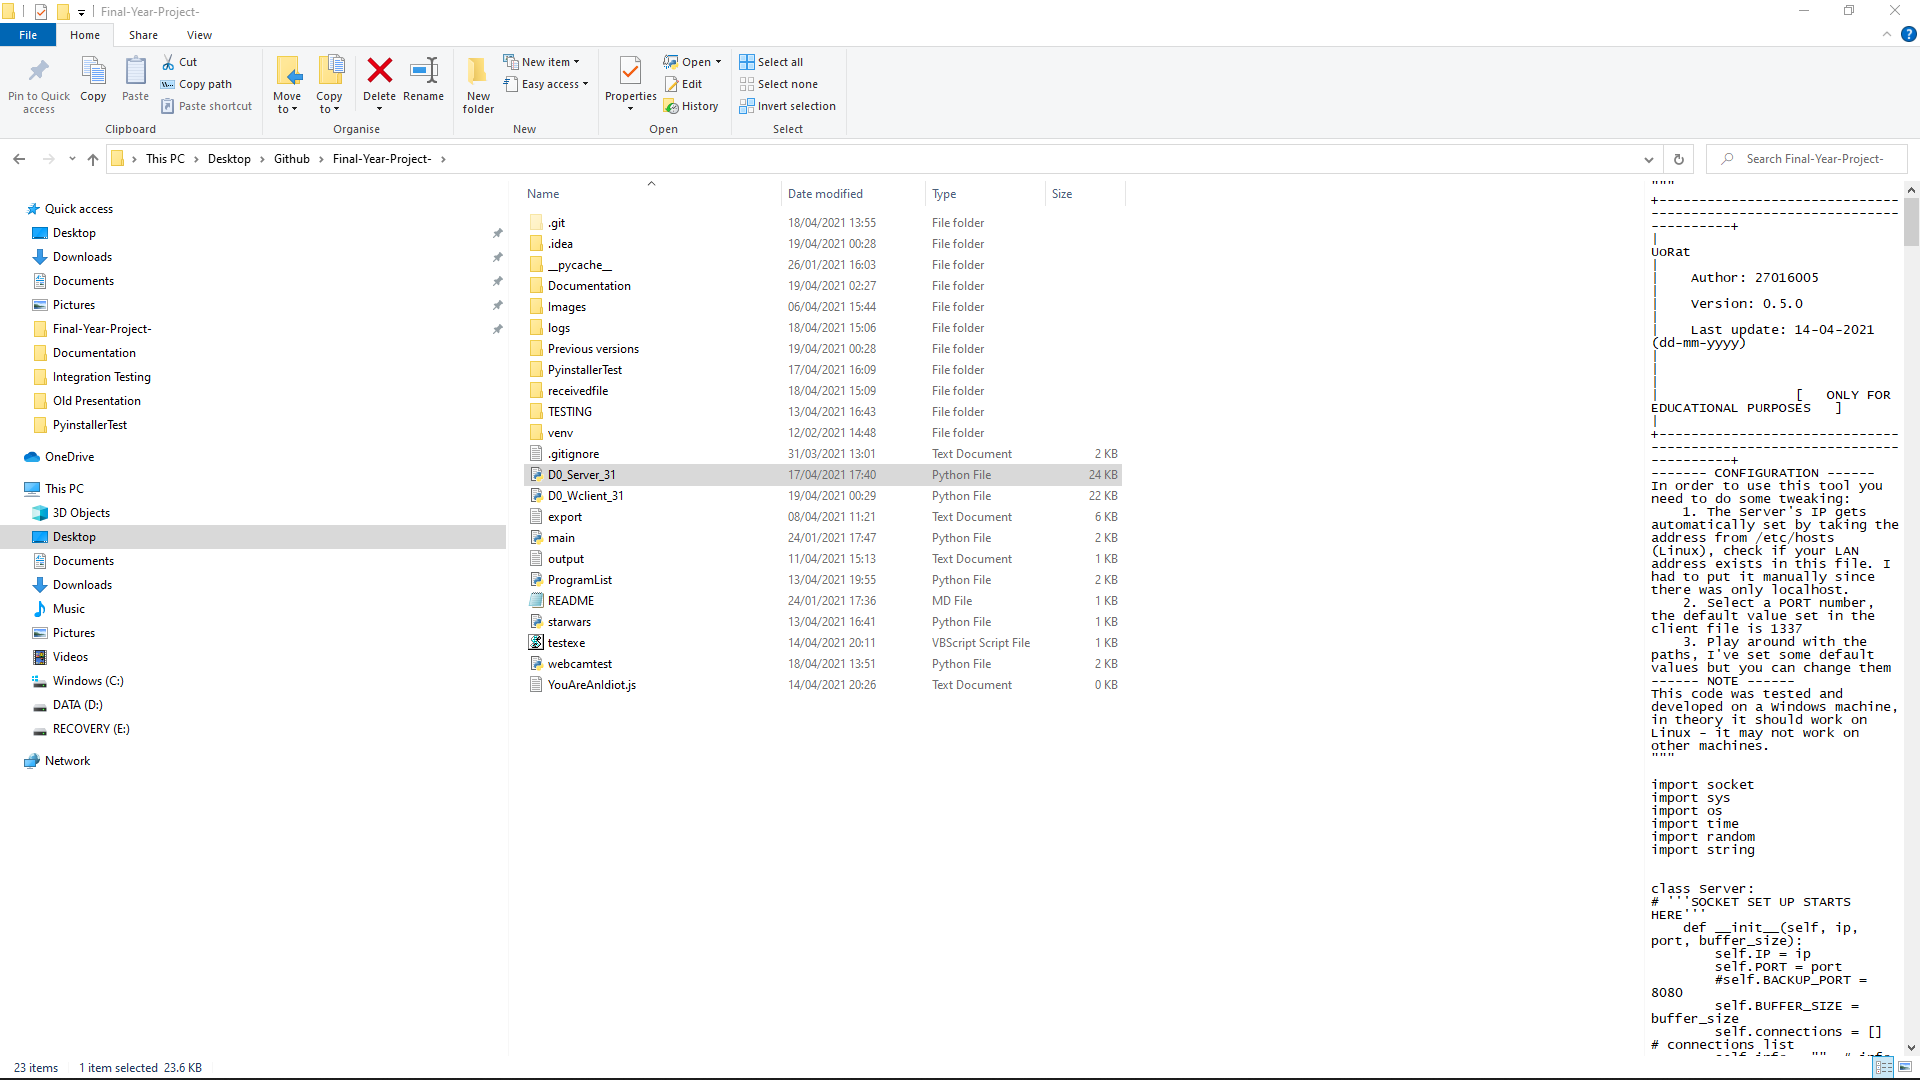 Final-Year-Project-
File
Home
Share
View
Pin to Quick access
Copy
Paste
Cut
Copy path
Paste shortcut
Clipboard
Move to
Copy to
Delete
Rename
Organise
New folder
New item
Easy access
New
Properties
Open
Edit
History
Open
Select all
Select none
Invert selection
Select
This PC
Desktop
Github
Final-Year-Project-
Search Final-Year-Project-
Quick access
Desktop
Downloads
Documents
Pictures
Final-Year-Project-
Documentation
Integration Testing
Old Presentation
PyinstallerTest
OneDrive
This PC
3D Objects
Desktop
Documents
Downloads
Music
Pictures
Videos
Windows (C:)
DATA (D:)
RECOVERY (E:)
Network
Name Date modified Type Size
.git 18/04/2021 13:55 File folder
.idea 19/04/2021 00:28 File folder
__pycache__ 26/01/2021 16:03 File folder
Documentation 19/04/2021 02:27 File folder
Images 06/04/2021 15:44 File folder
logs 18/04/2021 15:06 File folder
Previous versions 19/04/2021 00:28 File folder
PyinstallerTest 17/04/2021 16:09 File folder
receivedfile 18/04/2021 15:09 File folder
TESTING 13/04/2021 16:43 File folder
venv 12/02/2021 14:48 File folder
.gitignore 31/03/2021 13:01 Text Document 2 KB
D0_Server_31 17/04/2021 17:40 Python File 24 KB
D0_Wclient_31 19/04/2021 00:29 Python File 22 KB
export 08/04/2021 11:21 Text Document 6 KB
main 24/01/2021 17:47 Python File 2 KB
output 11/04/2021 15:13 Text Document 1 KB
ProgramList 13/04/2021 19:55 Python File 2 KB
README 24/01/2021 17:36 MD File 1 KB
starwars 13/04/2021 16:41 Python File 1 KB
testexe 14/04/2021 20:11 VBScript Script File 1 KB
webcamtest 18/04/2021 13:51 Python File 2 KB
YouAreAnIdiot.js 14/04/2021 20:26 Text Document 0 KB
"""
+------------------------------
-------------------------------
----------+
|
UoRat
|
| Author: 27016005
|
| Version: 0.5.0
|
| Last update: 14-04-2021
(dd-mm-yyyy)
|
|
|
| [ ONLY FOR
EDUCATIONAL PURPOSES ]
|
+------------------------------
-------------------------------
----------+
------- CONFIGURATION ------
In order to use this tool you
need to do some tweaking:
1. The Server's IP gets
automatically set by taking the
address from /etc/hosts
(Linux), check if your LAN
address exists in this file. I
had to put it manually since
there was only localhost.
2. Select a PORT number,
the default value set in the
client file is 1337
3. Play around with the
paths, I've set some default
values but you can change them
------ NOTE ------
This code was tested and
developed on a Windows machine,
in theory it should work on
Linux - it may not work on
other machines.
"""
import socket
import sys
import os
import time
import random
import string
class Server:
# '''SOCKET SET UP STARTS
HERE'''
def __init__(self, ip,
port, buffer_size):
self.IP = ip
self.PORT = port
#self.BACKUP_PORT =
8080
self.BUFFER_SIZE =
buffer_size
self.connections = []
# connections list
23 items
1 item selected 23.6 KB